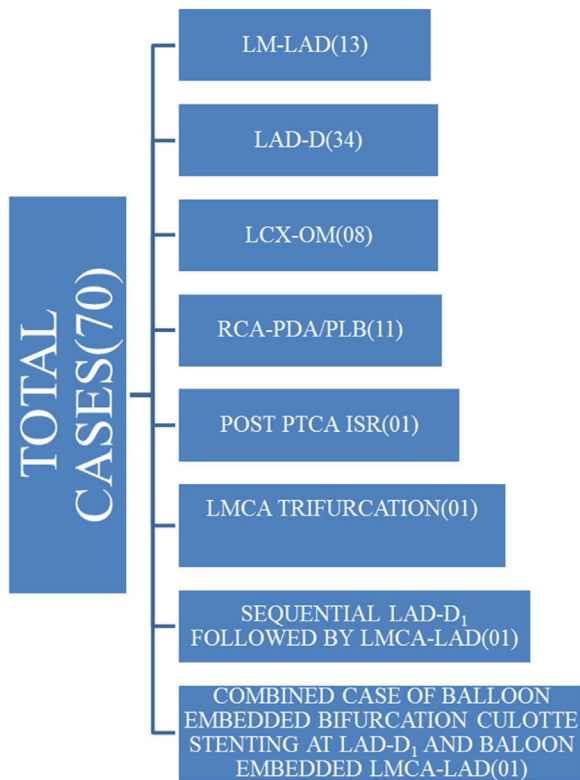 TOTAL
CASES(70)
LM-LAD(13)
LAD-D(34)
LCX-OM(08)
RCA-PDA/PLB(11)
POST PTCA ISR(01)
LMCA TRIFURCATION(01)
SEQUENTIAL LAD-D₁
FOLLOWED BY LMCA-LAD(01)
COMBINED CASE OF BALLOON
EMBEDDED BIFURCATION CULOTTE
STENTING AT LAD-D₁ AND BALOON
EMBEDDED LMCA-LAD(01)